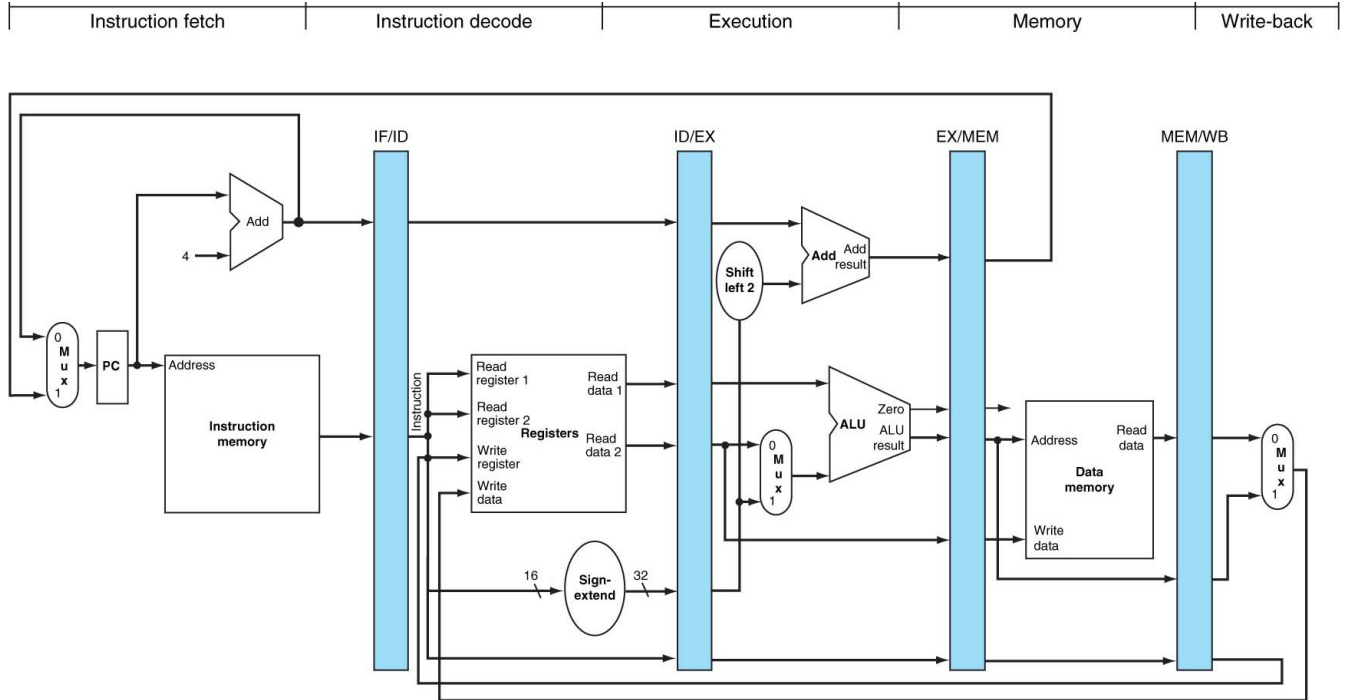 Instruction fetch
Instruction decode
Execution
Memory
Write-back
IF/ID
ID/EX
EX/MEM
MEM/WB
Add
4
Shift
left 2
Add
Add
result
0
M
u
x
1
PC
Address
Instruction
memory
Instruction
Read
register 1
Read
register 2
Write
register
Write
data
Registers
Read
data 1
Read
data 2
16
Sign-
extend
32
0
M
u
x
1
ALU
Zero
ALU
result
Address
Read
data
Data
memory
Write
data
0
M
u
x
1